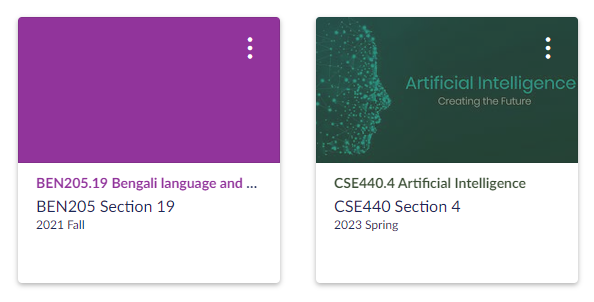 BEN205.19 Bengali language and ...
BEN205 Section 19
2021 Fall
Artificial Intelligence
Creating the Future
CSE440.4 Artificial Intelligence
CSE440 Section 4
2023 Spring